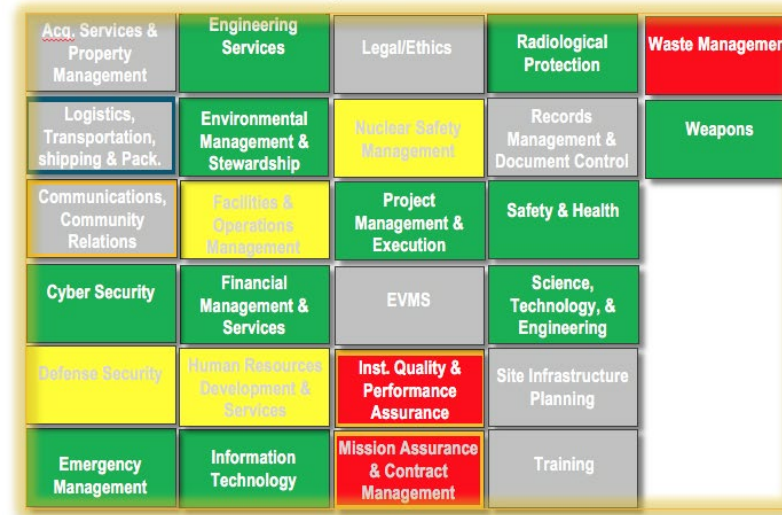 Acq. Services &
Property
Management
Engineering
Services
Legal/Ethics
Radiological
Protection
Waste Managemen
Logistics,
Transportation,
shipping & Pack.
Environmental
Management &
Stewardship
Nuclear Safety
Management
Records
Management &
Document Control
Weapons
Communications,
Community
Relations
Facilities &
Operations
Management
Project
Management &
Execution
Safety & Health
Cyber Security
Financial
Management &
Services
EVMS
Science,
Technology, &
Engineering
Defense Security
Human Resources
Development &
Services
Inst. Quality &
Performance
Assurance
Site Infrastructure
Planning
Emergency
Management
Information
Technology
Mission Assurance
& Contract
Management
Training